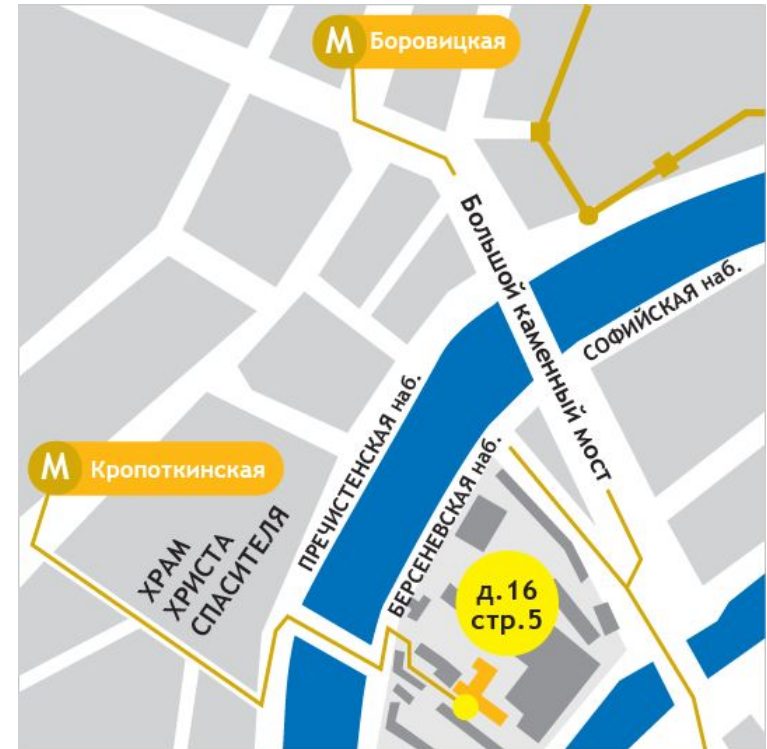 М Боровицкая
Большой каменный мост
СОФИЙСКАЯ наб.
ПРЕЧИСТЕНСКАЯ наб.
БЕРСЕНЕВСКАЯ наб.
М Кропоткинская
ХРАМ
ХРИСТА
СПАСИТЕЛЯ
д.16
стр.5